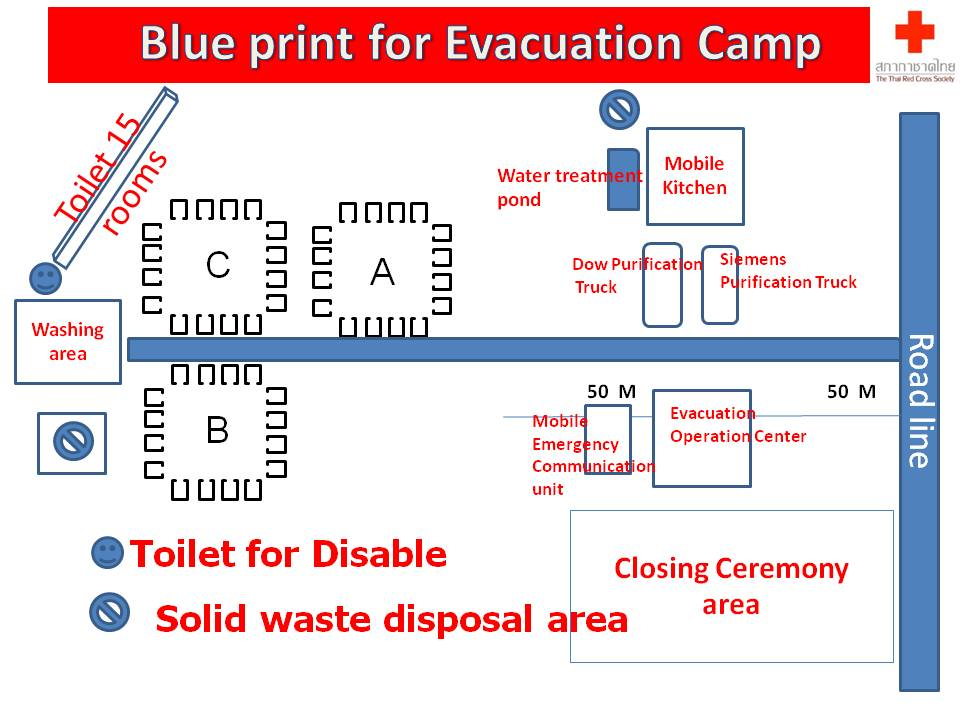 Blue print for Evacuation Camp
สภากาชาดไทย
The Thai Red Cross Society
Toilet 15
rooms
Water treatment
pond
Mobile
Kitchen
C
A
Dow Purification
Truck
Siemens
Purification Truck
Washing
area
Road line
B
50 M
50 M
Mobile
Emergency
Communication
unit
Evacuation
Operation Center
Toilet for Disable
Solid waste disposal area
Closing Ceremony
area